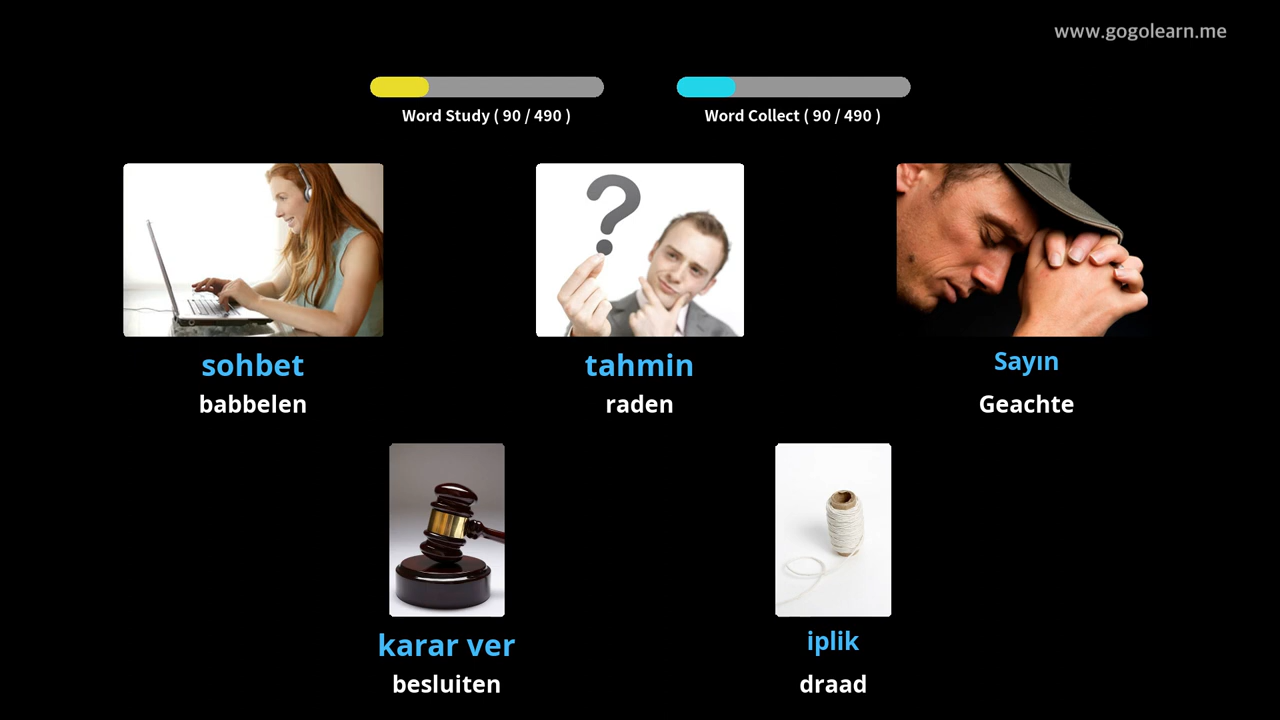 www.gogolearn.me
Word Study ( 90 / 490 )
Word Collect ( 90 / 490 )
sohbet
babbelen
tahmin
raden
Sayın
Geachte
karar ver
besluiten
iplik
draad